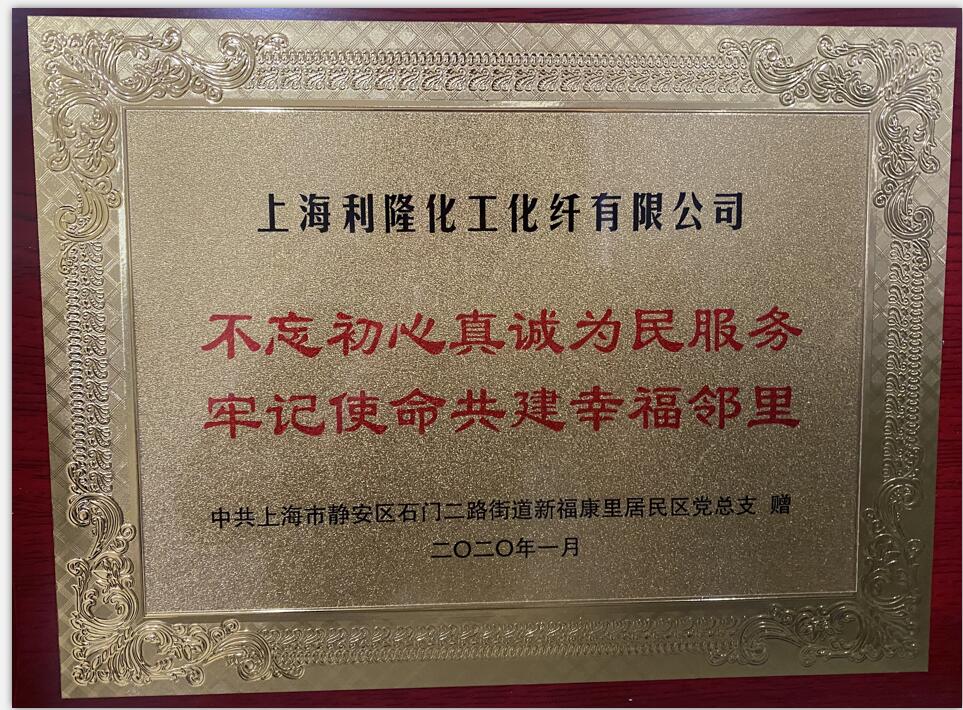 上海利隆化工化纤有限公司
不忘初心真诚为民服务
牢记使命共建幸福邻里
中共上海市静安区石门二路街道新福康里居民区党总支 赠
二〇二〇年一月